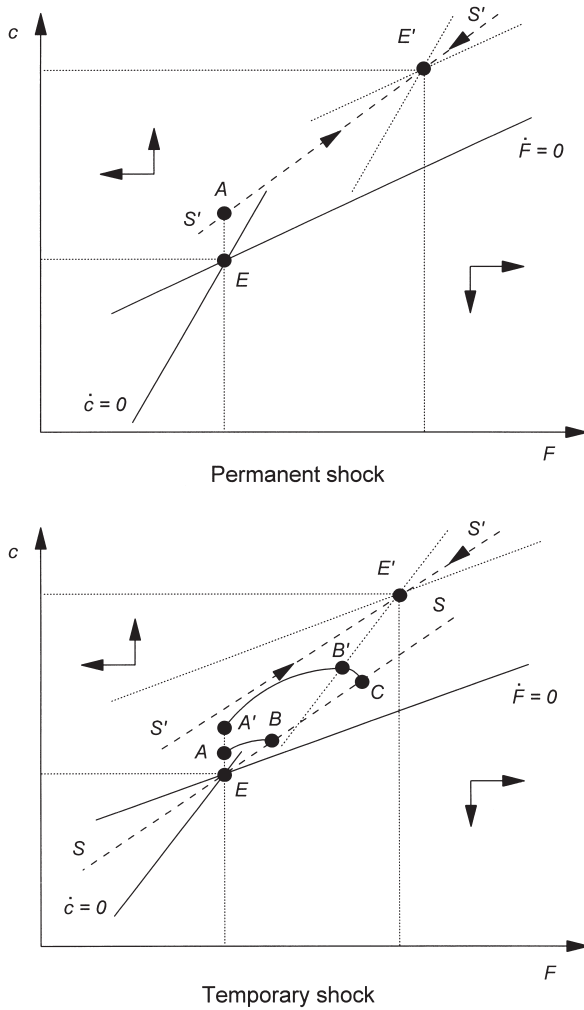 c
S'
E'
Ḟ = 0
A
S'
E
ċ = 0
F
Permanent shock
c
S'
E'
S
B'
C
Ḟ = 0
S'
A'
B
A
E
S
ċ = 0
F
Temporary shock